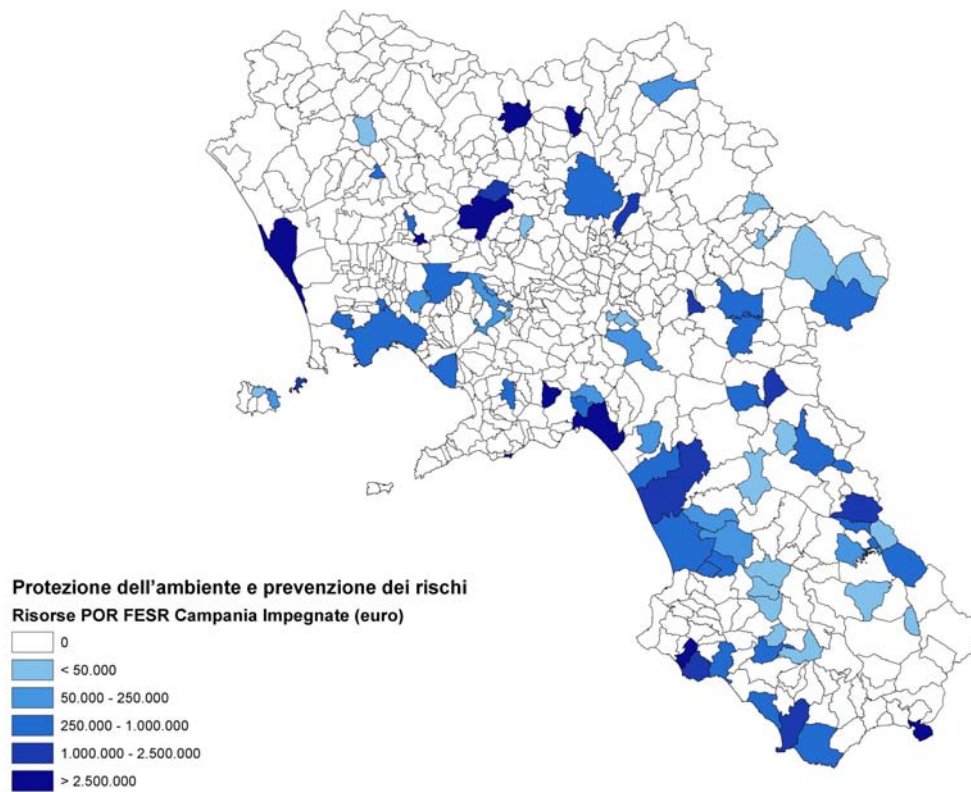 Protezione dell'ambiente e prevenzione dei rischi
Risorse POR FESR Campania Impegnate (euro)
0
< 50.000
50.000 - 250.000
250.000 - 1.000.000
1.000.000 - 2.500.000
> 2.500.000